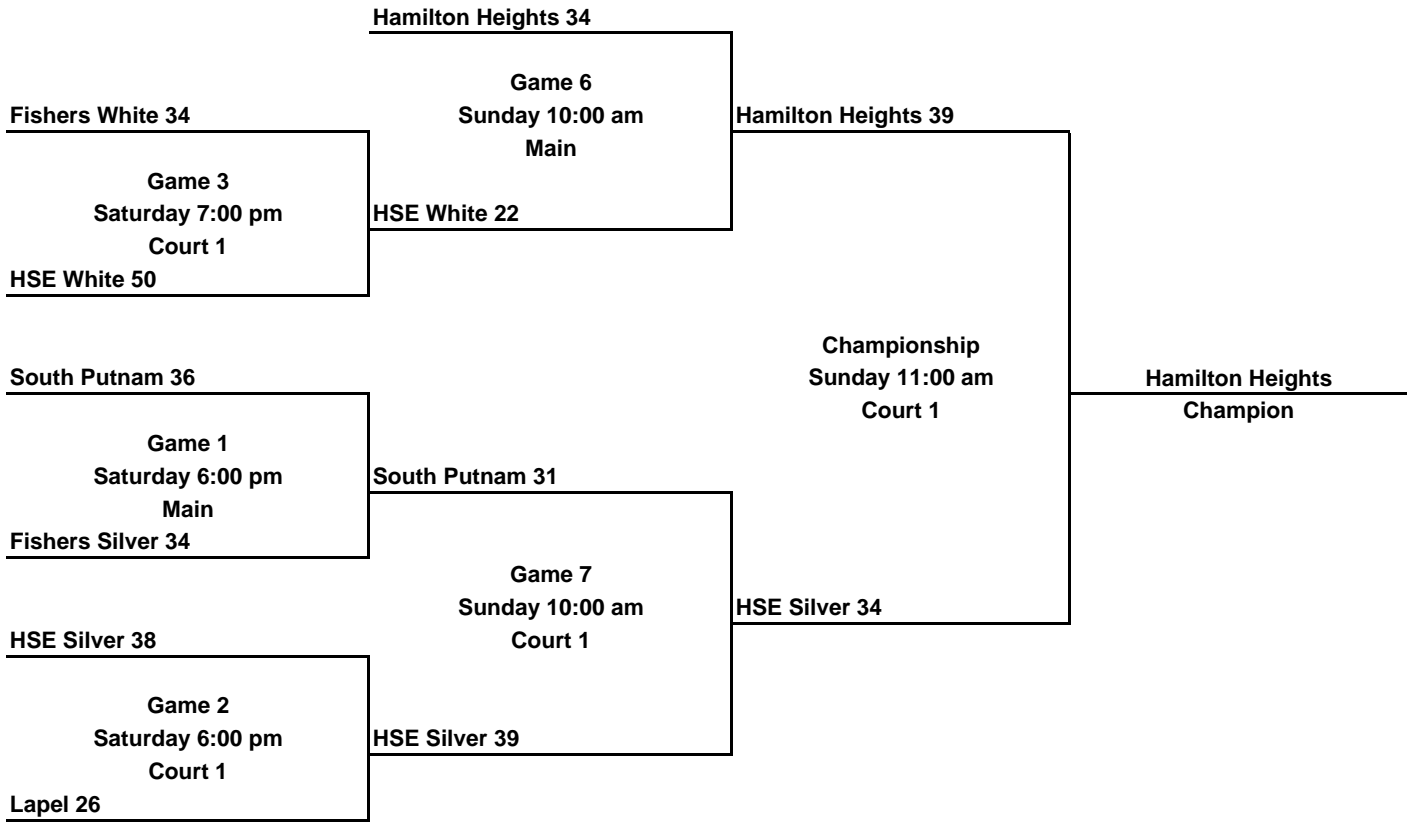 Hamilton Heights 34
Game 6
Fishers White 34
Sunday 10:00 am
Hamilton Heights 39
Main
Game 3
Saturday 7:00 pm
HSE White 22
Court 1
HSE White 50
Championship
South Putnam 36
Sunday 11:00 am
Hamilton Heights
Court 1
Champion
Game 1
Saturday 6:00 pm
South Putnam 31
Main
Fishers Silver 34
Game 7
Sunday 10:00 am
HSE Silver 34
HSE Silver 38
Court 1
Game 2
Saturday 6:00 pm
HSE Silver 39
Court 1
Lapel 26